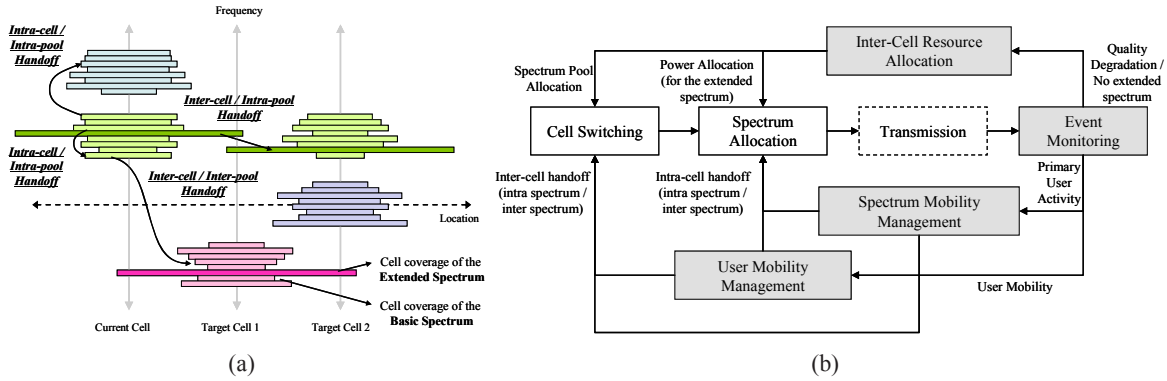 Frequency
Intra-cell /
Intra-pool
Handoff
Inter-cell / Intra-pool
Handoff
Intra-cell /
Intra-pool
Handoff
Inter-cell / Inter-pool
Handoff
Location
Cell coverage of the
Extended Spectrum
Cell coverage of the
Basic Spectrum
Current Cell
Target Cell 1
Target Cell 2
(a)
Inter-Cell Resource
Allocation
Spectrum Pool
Allocation
Power Allocation
(for the extended
spectrum)
Quality
Degradation /
No extended
spectrum
Cell Switching
Spectrum
Allocation
Transmission
Event
Monitoring
Inter-cell handoff
(intra spectrum /
inter spectrum)
Intra-cell handoff
(intra spectrum /
inter spectrum)
Primary
User
Activity
Spectrum Mobility
Management
User Mobility
Management
User Mobility
(b)